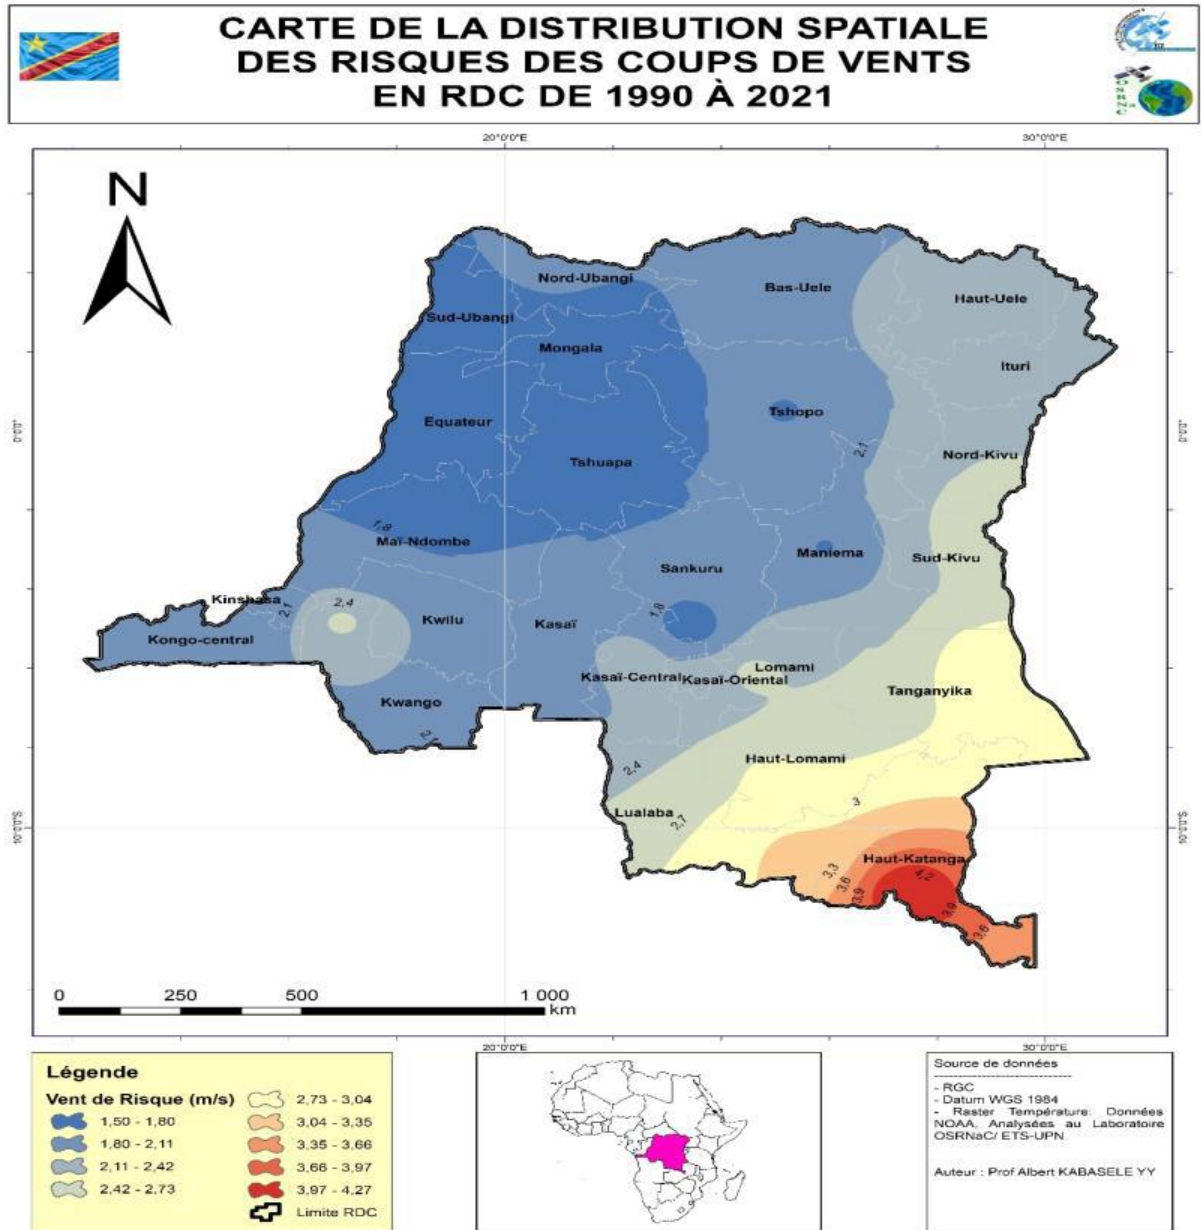 CARTE DE LA DISTRIBUTION SPATIALE
DES RISQUES DES COUPS DE VENTS
EN RDC DE 1990 À 2021
20°0'0"E
30°0'0"E
N
Nord-Ubangi
Bas-Uele
Haut-Uele
Sud-Ubangi
Mongala
Ituri
Equateur
Tshopo
0°0'0"
0°0'0"
Tshuapa
2,1
Nord-Kivu
1,8
Maï-Ndombe
Maniema
Sud-Kivu
Sankuru
Kinshasa
2,1
2,4
1,8
Kongo-central
Kwilu
Kasaï
Lomami
Kasaï-Central
Kasaï-Oriental
Tanganyika
Kwango
2,1
Haut-Lomami
2,4
3
Lualaba
2,7
10°0'0"S
10°0'0"S
Haut-Katanga
3,3
3,6
3,9
4,2
3,9
3,6
0 250 500 1 000
km
20°0'0"E
30°0'0"E
Légende
Vent de Risque (m/s)
1,50 - 1,80
1,80 - 2,11
2,11 - 2,42
2,42 - 2,73
2,73 - 3,04
3,04 - 3,35
3,35 - 3,66
3,66 - 3,97
3,97 - 4,27
Limite RDC
Source de données
- RGC
- Datum WGS 1984
- Raster Température: Données
NOAA, Analysées au Laboratoire
OSRNaC/ ETS-UPN
Auteur : Prof Albert KABASELE YY